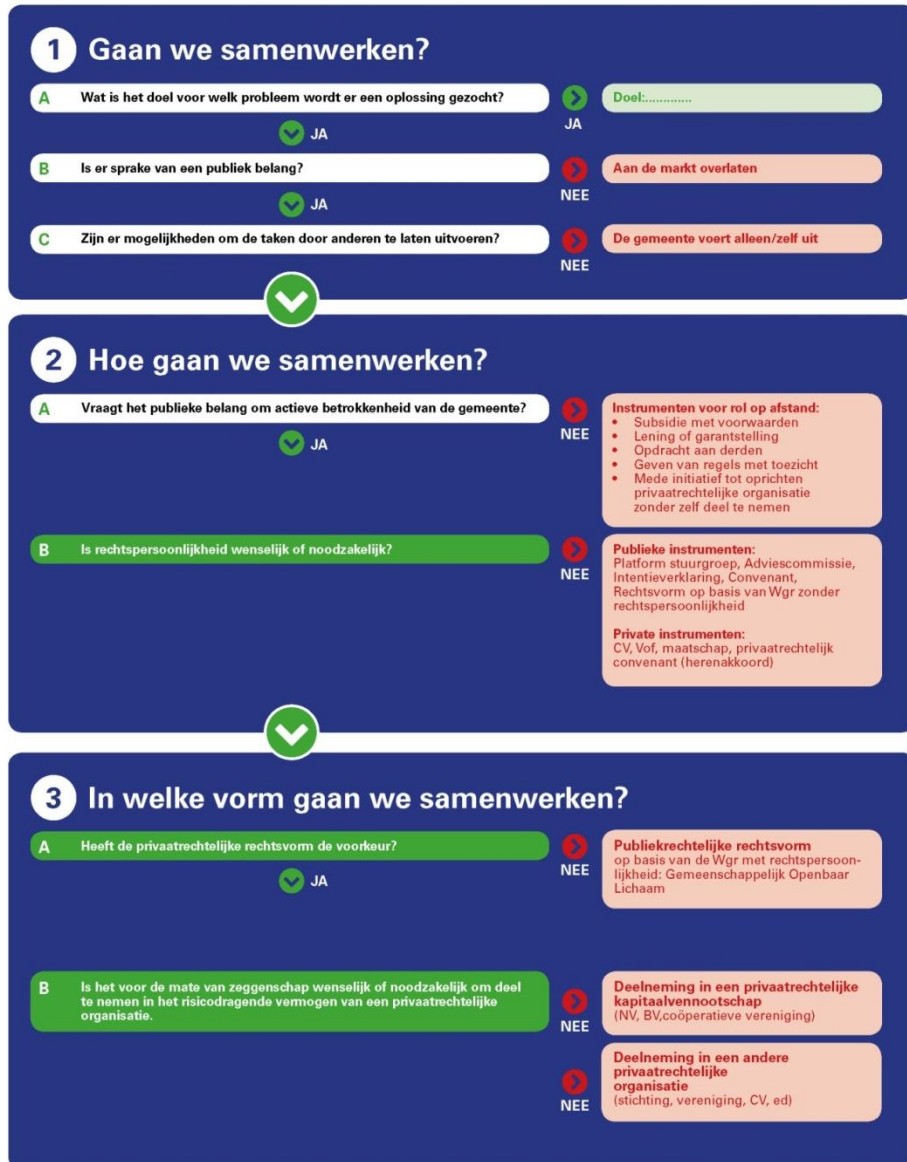 1 Gaan we samenwerken?
A Wat is het doel voor welk probleem wordt er een oplossing gezocht?
JA
Doel:.............
JA
B Is er sprake van een publiek belang?
NEE
Aan de markt overlaten
JA
C Zijn er mogelijkheden om de taken door anderen te laten uitvoeren?
NEE
De gemeente voert alleen/zelf uit
2 Hoe gaan we samenwerken?
A Vraagt het publieke belang om actieve betrokkenheid van de gemeente?
NEE
Instrumenten voor rol op afstand:
• Subsidie met voorwaarden
• Lening of garantstelling
• Opdracht aan derden
• Geven van regels met toezicht
• Mede initiatief tot oprichten
privaatrechtelijke organisatie
zonder zelf deel te nemen
JA
B Is rechtspersoonlijkheid wenselijk of noodzakelijk?
NEE
Publieke instrumenten:
Platform stuurgroep, Adviescommissie,
Intentieverklaring, Convenant,
Rechtsvorm op basis van Wgr zonder
rechtspersoonlijkheid
Private instrumenten:
CV, Vof, maatschap, privaatrechtelijk
convenant (herenakkoord)
3 In welke vorm gaan we samenwerken?
A Heeft de privaatrechtelijke rechtsvorm de voorkeur?
NEE
Publiekrechtelijke rechtsvorm
op basis van de Wgr met rechtspersoon-
lijkheid: Gemeenschappelijk Openbaar
Lichaam
JA
B Is het voor de mate van zeggenschap wenselijk of noodzakelijk om deel
te nemen in het risicodragende vermogen van een privaatrechtelijke
organisatie.
NEE
Deelneming in een privaatrechtelijke
kapitaalvennootschap
(NV, BV,coöperatieve vereniging)
NEE
Deelneming in een andere
privaatrechtelijke
organisatie
(stichting, vereniging, CV, ed)